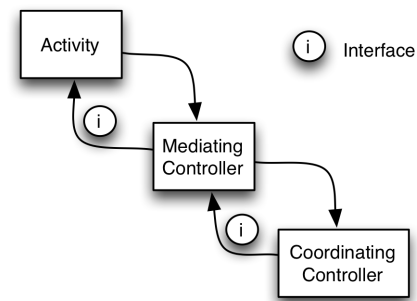 Activity
i
Interface
i
Mediating
Controller
i
Coordinating
Controller